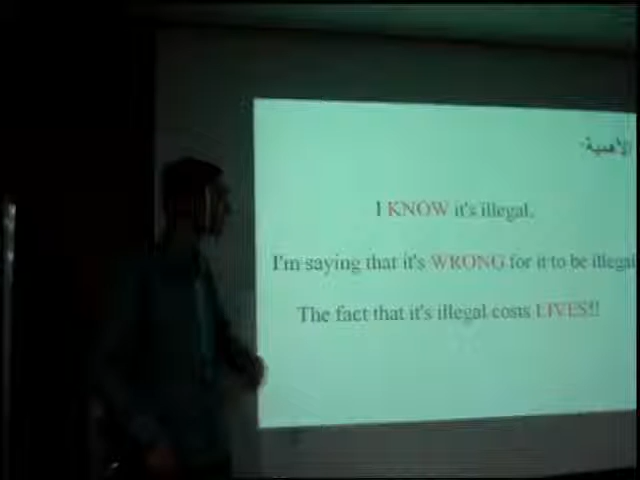 الأهمية:
I KNOW it's illegal.
I'm saying that it's WRONG for it to be illegal
The fact that it's illegal costs LIVES!!